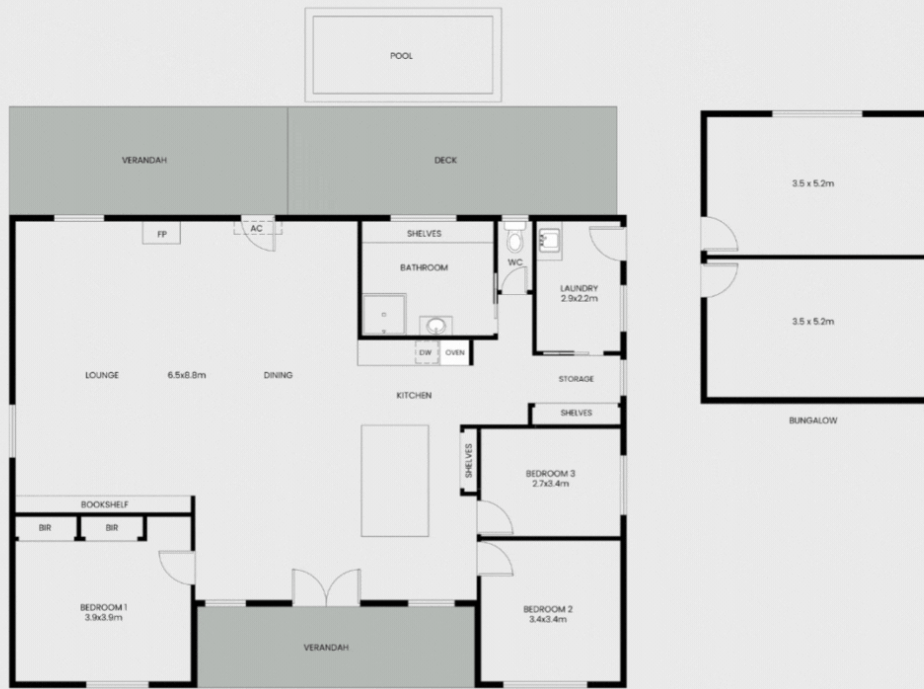 POOL
VERANDAH
DECK
FP
AC
SHELVES
BATHROOM
WC
LAUNDRY
2.9x2.2m
3.5 x 5.2m
DW
OVEN
LOUNGE
6.5x8.8m
DINING
KITCHEN
STORAGE
SHELVES
3.5 x 5.2m
BUNGALOW
SHELVES
BEDROOM 3
2.7x3.4m
BOOKSHELF
BIR
BIR
BEDROOM 1
3.9x3.9m
BEDROOM 2
3.4x3.4m
VERANDAH